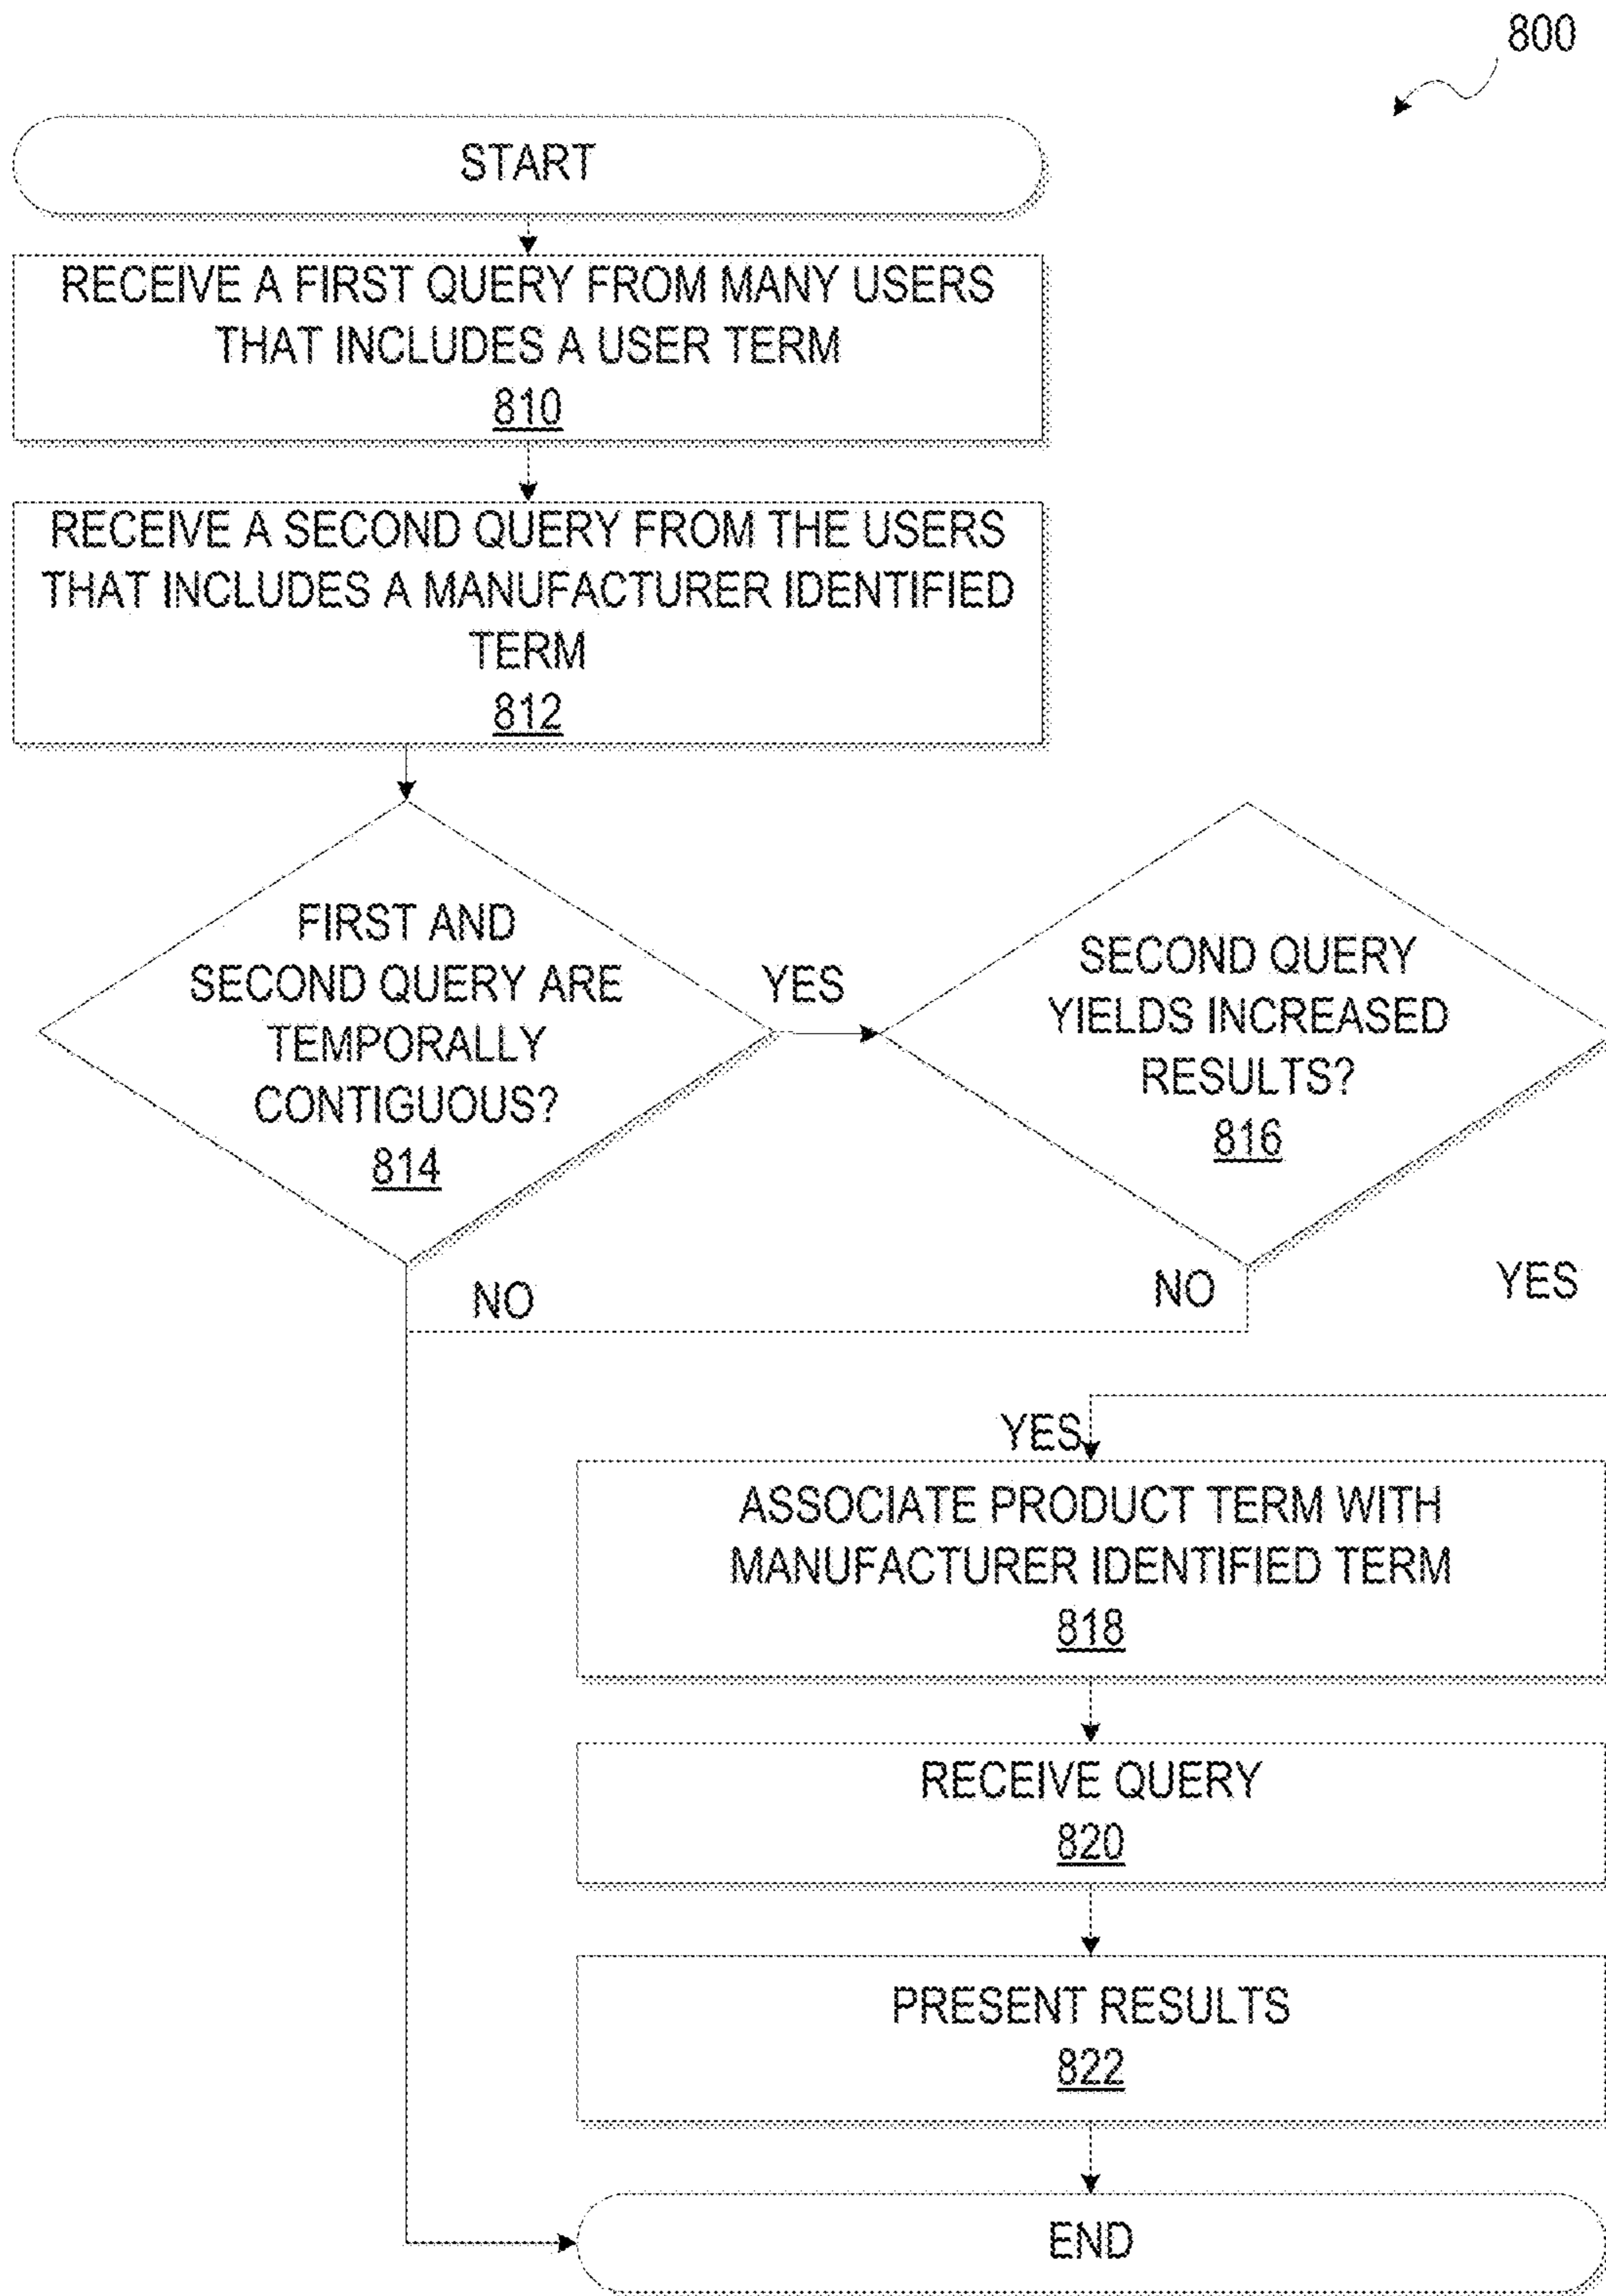 800
START
RECEIVE A FIRST QUERY FROM MANY USERS
THAT INCLUDES A USER TERM
810
RECEIVE A SECOND QUERY FROM THE USERS
THAT INCLUDES A MANUFACTURER IDENTIFIED
TERM
812
FIRST AND
SECOND QUERY ARE
TEMPORALLY
CONTIGUOUS?
814
YES
SECOND QUERY
YIELDS INCREASED
RESULTS?
816
NO
NO
YES
YES
ASSOCIATE PRODUCT TERM WITH
MANUFACTURER IDENTIFIED TERM
818
RECEIVE QUERY
820
PRESENT RESULTS
822
END